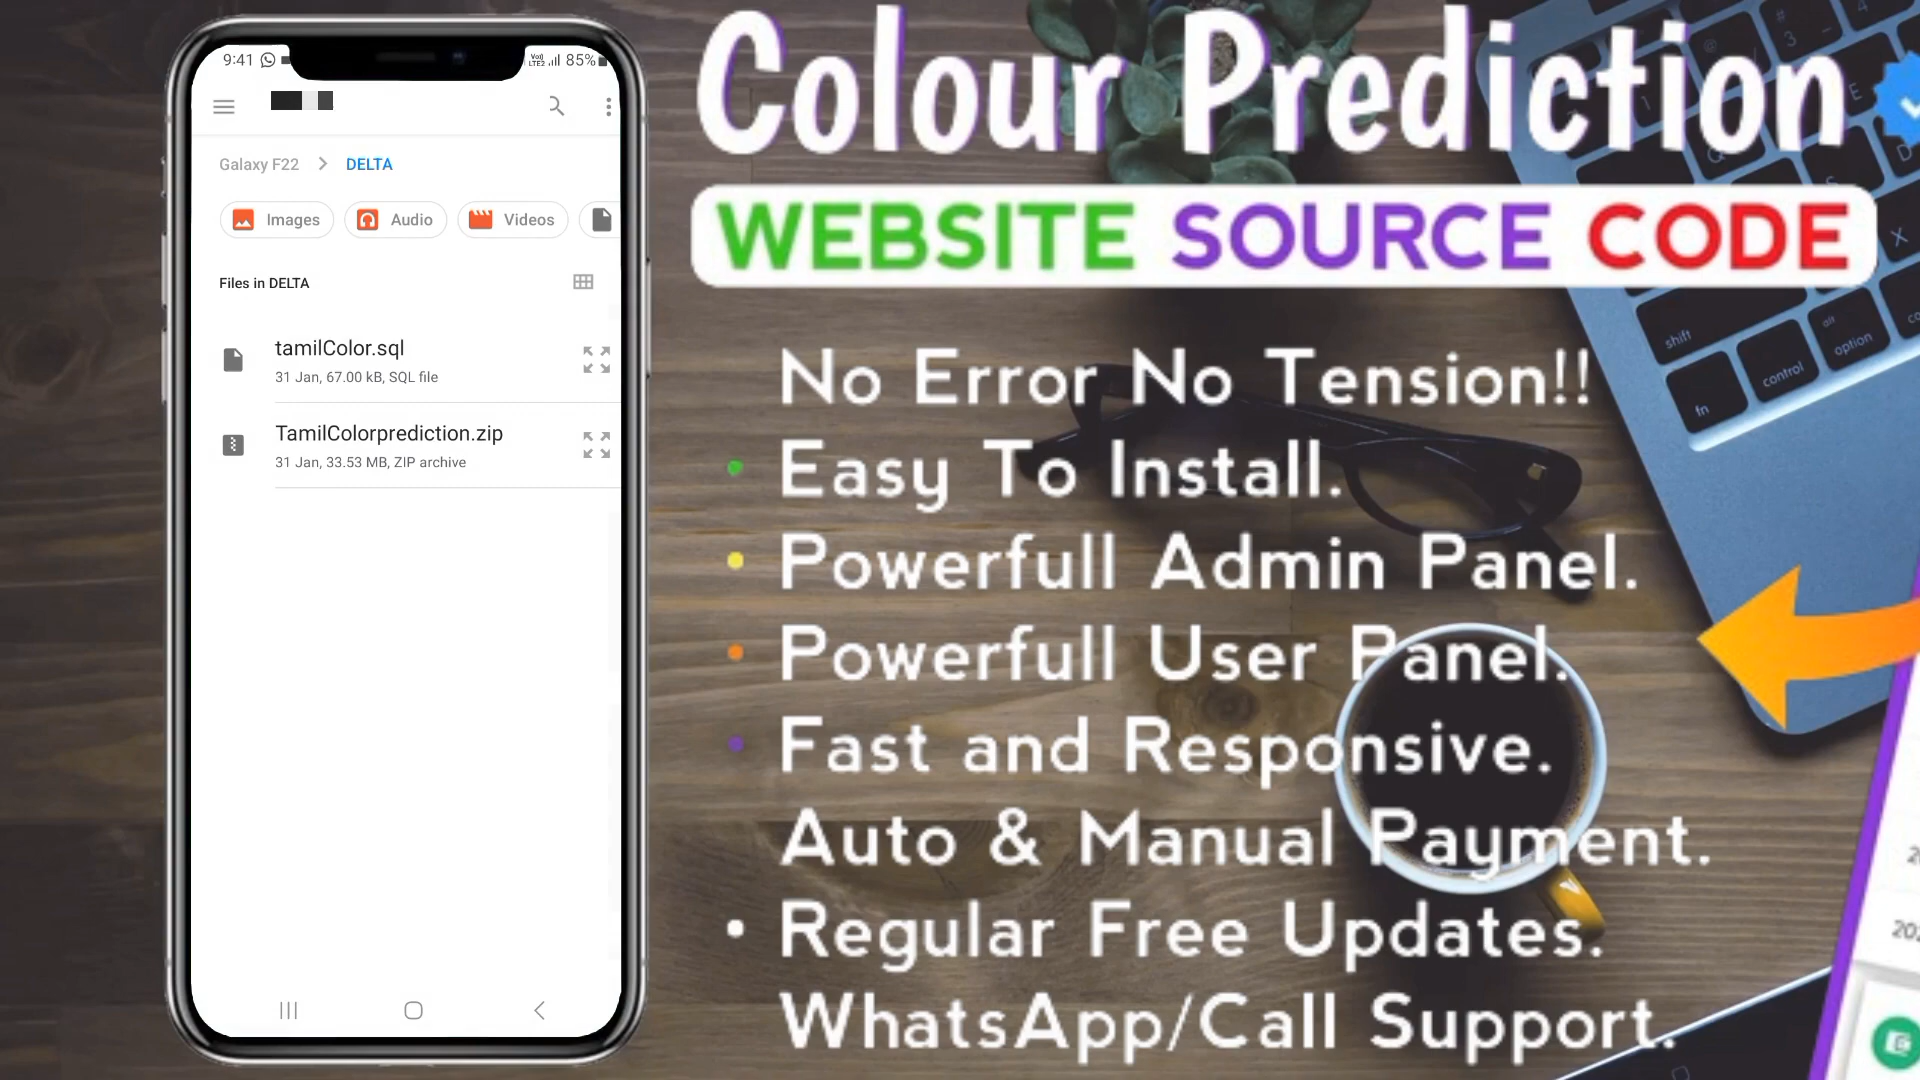 9:41
Vo)) LTE2 85%
Galaxy F22 > DELTA
Images Audio Videos
Files in DELTA
tamilColor.sql
31 Jan, 67.00 kB, SQL file
TamilColorprediction.zip
31 Jan, 33.53 MB, ZIP archive
Colour Prediction
WEBSITE SOURCE CODE
No Error No Tension!!
• Easy To Install.
• Powerfull Admin Panel.
• Powerfull User Panel.
• Fast and Responsive.
Auto & Manual Payment.
• Regular Free Updates.
WhatsApp/Call Support.
shift
fn
control
alt
option
X